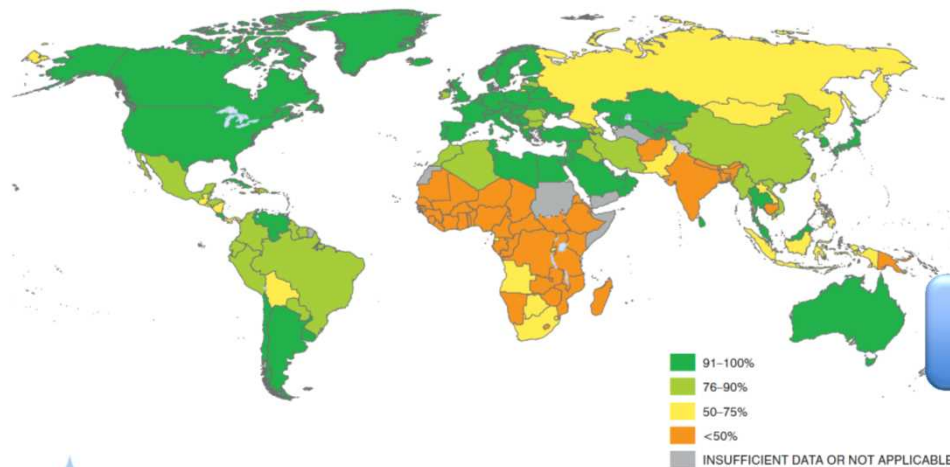 91–100%
76–90%
50–75%
<50%
INSUFFICIENT DATA OR NOT APPLICABLE